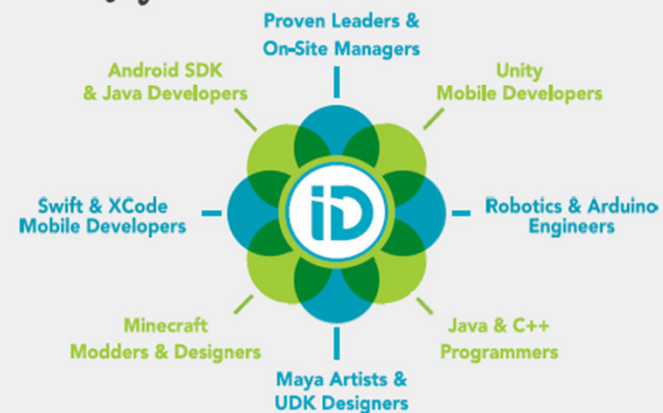 Proven Leaders &
On-Site Managers
Android SDK
& Java Developers
Unity
Mobile Developers
iD
Swift & XCode
Mobile Developers
Robotics & Arduino
Engineers
Minecraft
Modders & Designers
Java & C++
Programmers
Maya Artists &
UDK Designers